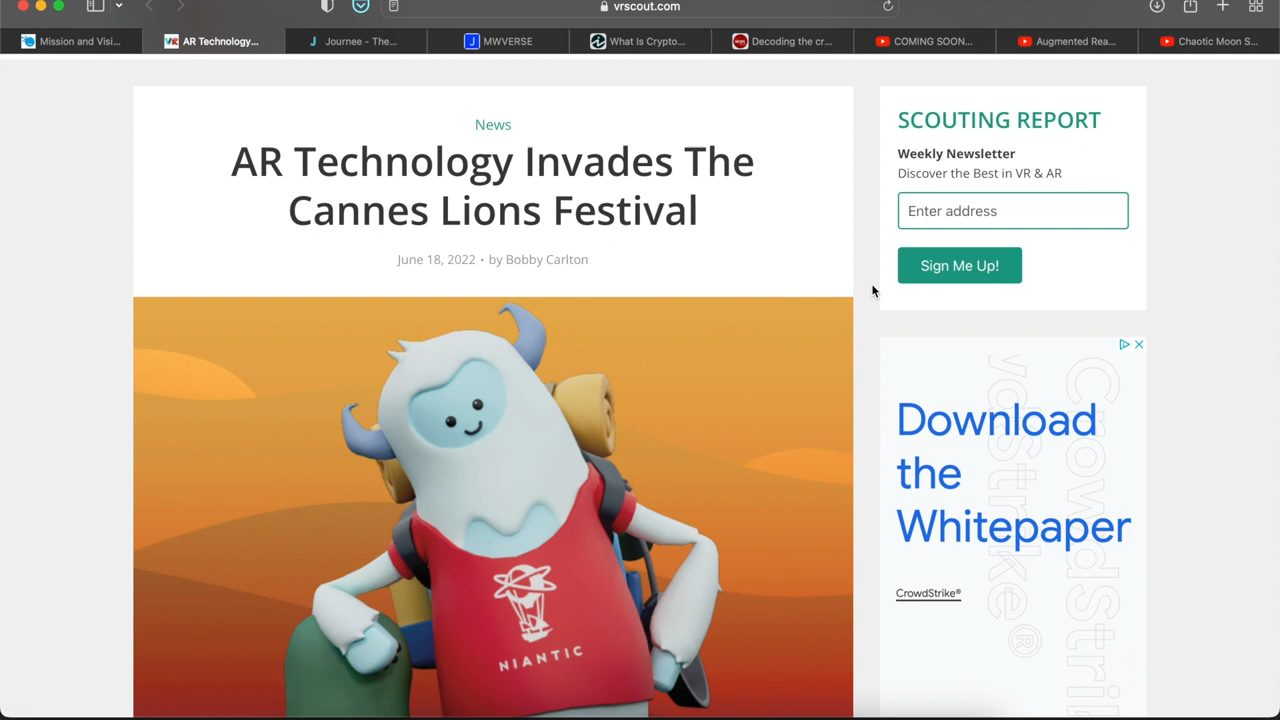 vrscout.com
Mission and Visi...
AR Technology...
Journee - The...
MWVERSE
What Is Crypto...
Decoding the cr...
COMING SOON...
Augmented Rea...
Chaotic Moon S...
News
AR Technology Invades The
Cannes Lions Festival
June 18, 2022 • by Bobby Carlton
NIANTIC
SCOUTING REPORT
Weekly Newsletter
Discover the Best in VR & AR
Enter address
Sign Me Up!
Download
the
Whitepaper
CrowdStrike®